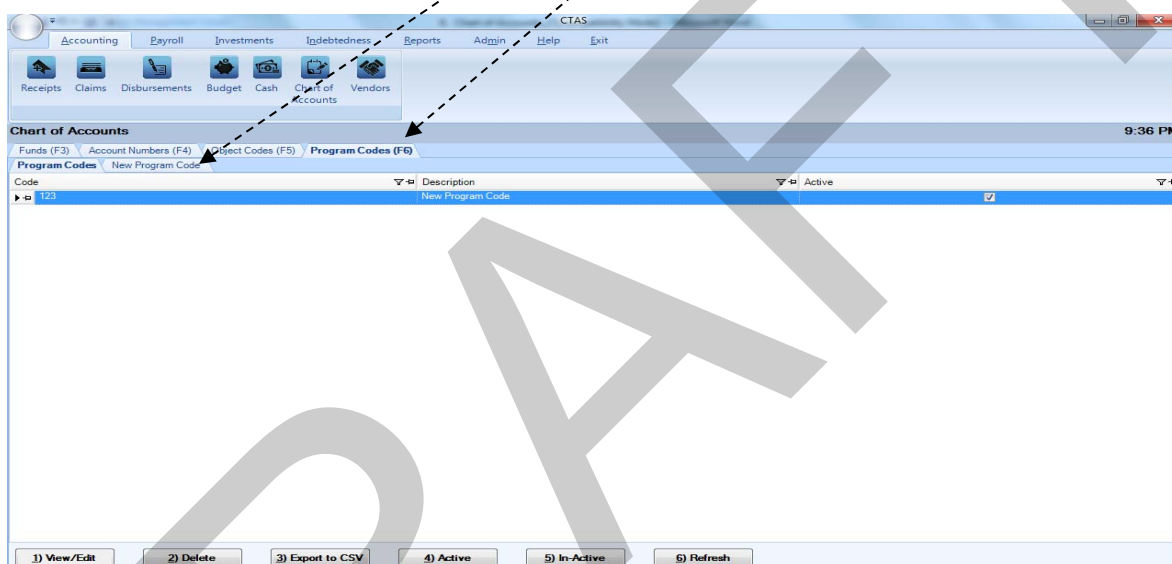 CTAS
Accounting Payroll Investments Indebtedness Reports Admin Help Exit
Receipts Claims Disbursements Budget Cash Chart of Accounts Vendors
Chart of Accounts 9:36 PM
Funds (F3) Account Numbers (F4) Object Codes (F5) Program Codes (F6)
Program Codes New Program Code
Code Description Active
123 New Program Code
1) View/Edit 2) Delete 3) Export to CSV 4) Active 5) In-Active 6) Refresh